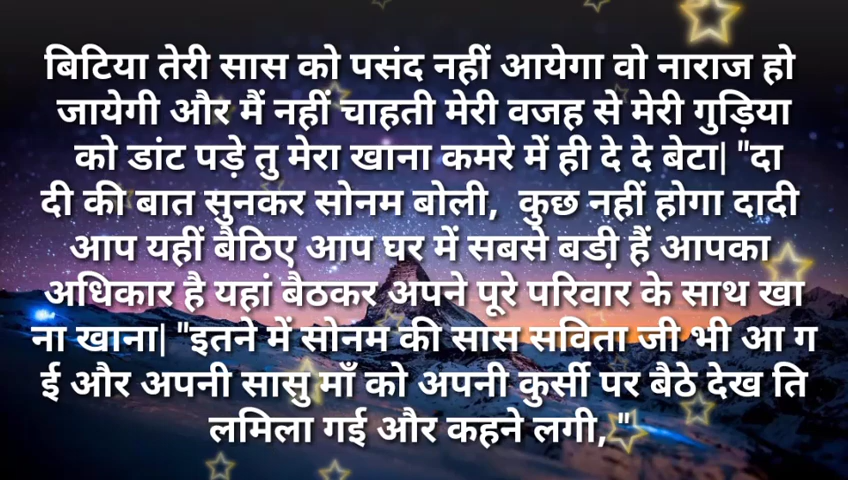 बिटिया तेरी सास को पसंद नहीं आयेगा वो नाराज हो
जायेगी और मैं नहीं चाहती मेरी वजह से मेरी गुड़िया
को डांट पड़े तु मेरा खाना कमरे में ही दे दे बेटा| "दा
दी की बात सुनकर सोनम बोली, कुछ नहीं होगा दादी
आप यहीं बैठिए आप घर में सबसे बडी़ हैं आपका
अधिकार है यहां बैठकर अपने पूरे परिवार के साथ खा
ना खाना| "इतने में सोनम की सास सविता जी भी आ ग
ई और अपनी सासु माँ को अपनी कुर्सी पर बैठे देख ति
लमिला गई और कहने लगी, "